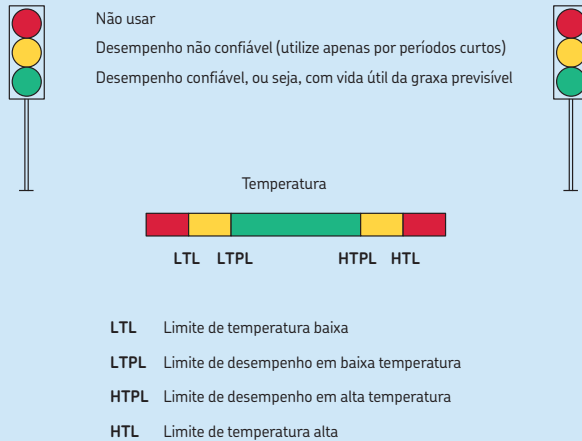 Não usar
Desempenho não confiável (utilize apenas por períodos curtos)
Desempenho confiável, ou seja, com vida útil da graxa previsível
Temperatura
LTL LTPL HTPL HTL
LTL Limite de temperatura baixa
LTPL Limite de desempenho em baixa temperatura
HTPL Limite de desempenho em alta temperatura
HTL Limite de temperatura alta